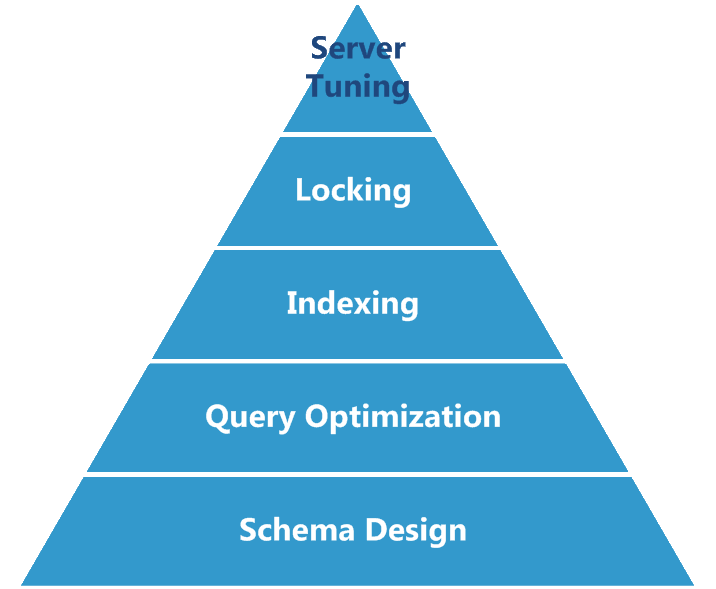 Server
Tuning
Locking
Indexing
Query Optimization
Schema Design